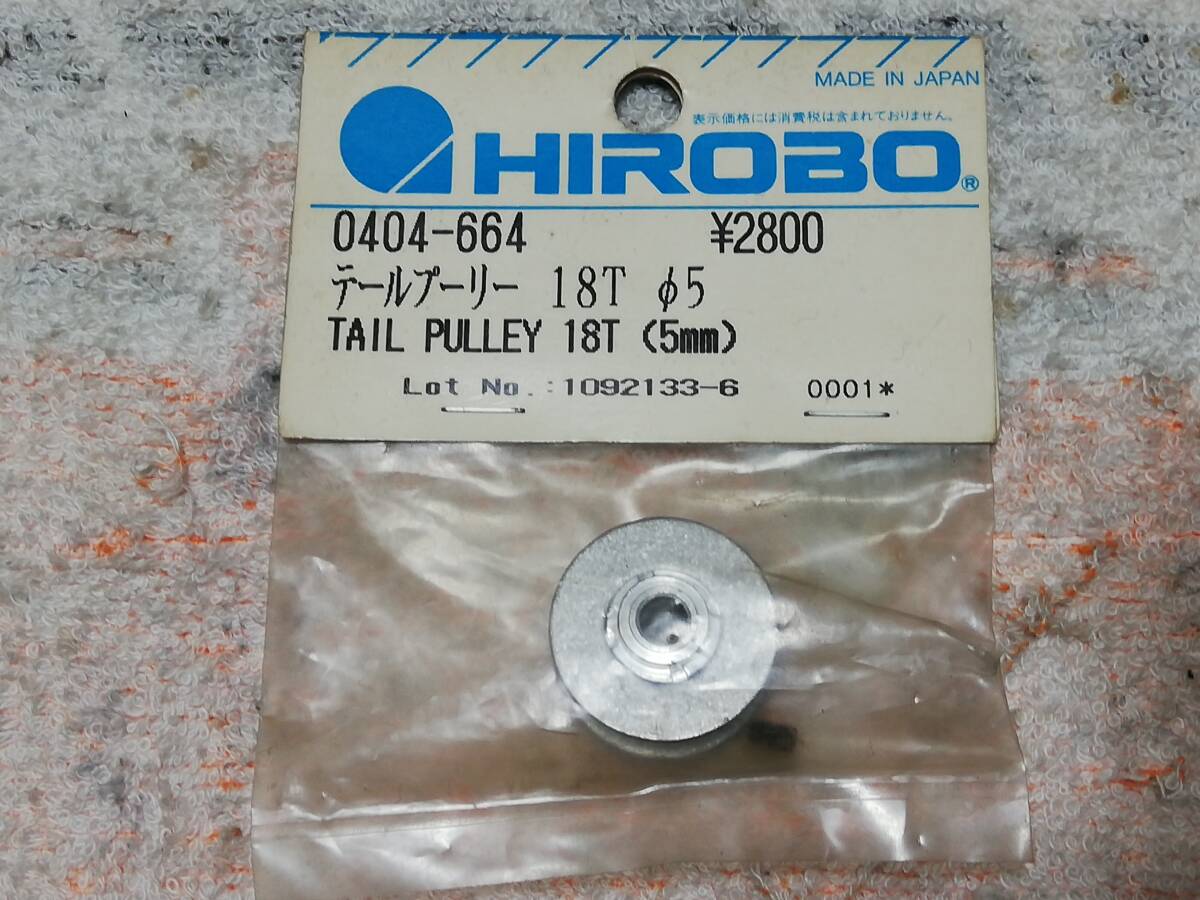 MADE IN JAPAN
表示価格には消費税は含まれておりません。
HIROBO®
0404-664 ¥2800
テールプーリー 18T φ5
TAIL PULLEY 18T (5mm)
Lot No.:1092133-6 0001*